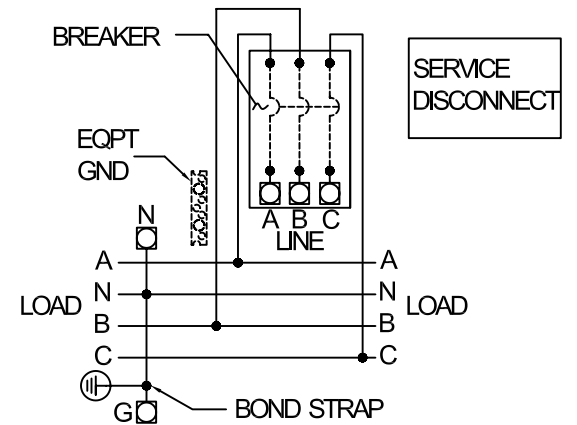 BREAKER
SERVICE
DISCONNECT
EQPT
GND
A B C
LINE
N
A A
N N
LOAD LOAD
B B
C C
G
BOND STRAP